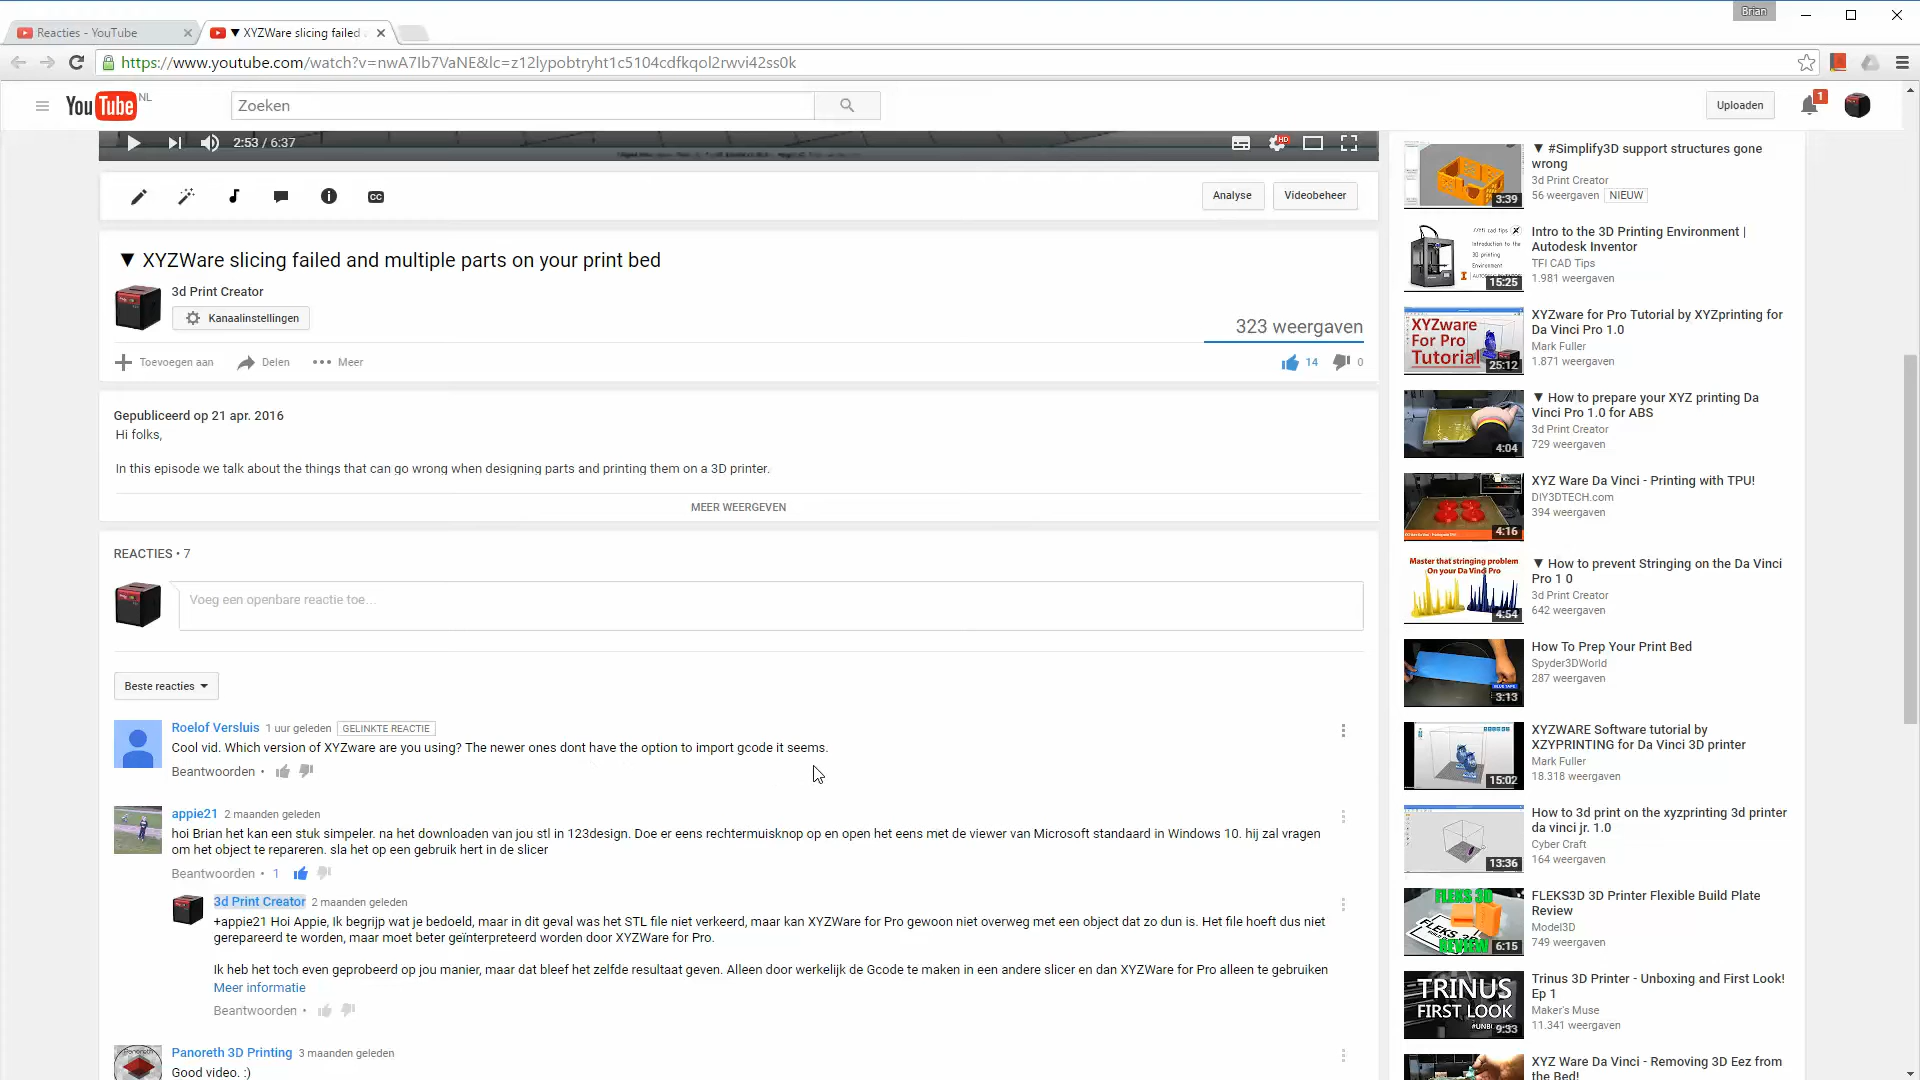 Brian
Reacties - YouTube
▼ XYZWare slicing failed
https://www.youtube.com/watch?v=nwA7Ib7VaNE&lc=z12lypobtryht1c5104cdfkqol2rwvi42ss0k
YouTube NL
Zoeken
Uploaden
1
2:53 / 6:37
HD
CC
Analyse
Videobeheer
▼ XYZWare slicing failed and multiple parts on your print bed
3d Print Creator
Kanaalinstellingen
323 weergaven
Toevoegen aan
Delen
Meer
14
0
Gepubliceerd op 21 apr. 2016
Hi folks,
In this episode we talk about the things that can go wrong when designing parts and printing them on a 3D printer.
MEER WEERGEVEN
REACTIES • 7
Voeg een openbare reactie toe...
Beste reacties
Roelof Versluis 1 uur geleden GELINKTE REACTIE
Cool vid. Which version of XYZware are you using? The newer ones dont have the option to import gcode it seems.
Beantwoorden •
appie21 2 maanden geleden
hoi Brian het kan een stuk simpeler. na het downloaden van jou stl in 123design. Doe er eens rechtermuisknop op en open het eens met de viewer van Microsoft standaard in Windows 10. hij zal vragen
om het object te repareren. sla het op een gebruik hert in de slicer
Beantwoorden • 1
3d Print Creator 2 maanden geleden
+appie21 Hoi Appie, Ik begrijp wat je bedoeld, maar in dit geval was het STL file niet verkeerd, maar kan XYZWare for Pro gewoon niet overweg met een object dat zo dun is. Het file hoeft dus niet
gerepareerd te worden, maar moet beter geïnterpreteerd worden door XYZWare for Pro.
Ik heb het toch even geprobeerd op jou manier, maar dat bleef het zelfde resultaat geven. Alleen door werkelijk de Gcode te maken in een andere slicer en dan XYZWare for Pro alleen te gebruiken
Meer informatie
Beantwoorden •
Panoreth 3D Printing 3 maanden geleden
Good video. :)
▼ #Simplify3D support structures gone
wrong
3d Print Creator
56 weergaven NIEUW
3:39
Intro to the 3D Printing Environment |
Autodesk Inventor
TFI CAD Tips
1.981 weergaven
15:25
XYZware
For Pro
Tutorial
25:12
XYZware for Pro Tutorial by XYZprinting for
Da Vinci Pro 1.0
Mark Fuller
1.871 weergaven
▼ How to prepare your XYZ printing Da
Vinci Pro 1.0 for ABS
3d Print Creator
729 weergaven
4:04
XYZ Ware Da Vinci - Printing with TPU!
DIY3DTECH.com
394 weergaven
4:16
Master that stringing problem
On your Da Vinci Pro
4:54
▼ How to prevent Stringing on the Da Vinci
Pro 1 0
3d Print Creator
642 weergaven
How To Prep Your Print Bed
Spyder3DWorld
287 weergaven
BLUE TAPE
3:13
XYZWARE Software tutorial by
XZYPRINTING for Da Vinci 3D printer
Mark Fuller
18.318 weergaven
15:02
How to 3d print on the xyzprinting 3d printer
da vinci jr. 1.0
Cyber Craft
164 weergaven
13:36
FLEKS 3D
REVIEW
6:15
FLEKS3D 3D Printer Flexible Build Plate
Review
Model3D
749 weergaven
TRINUS
FIRST LOOK
9:33
Trinus 3D Printer - Unboxing and First Look!
Ep 1
Maker's Muse
11.341 weergaven
XYZ Ware Da Vinci - Removing 3D Eez from
the Bed!